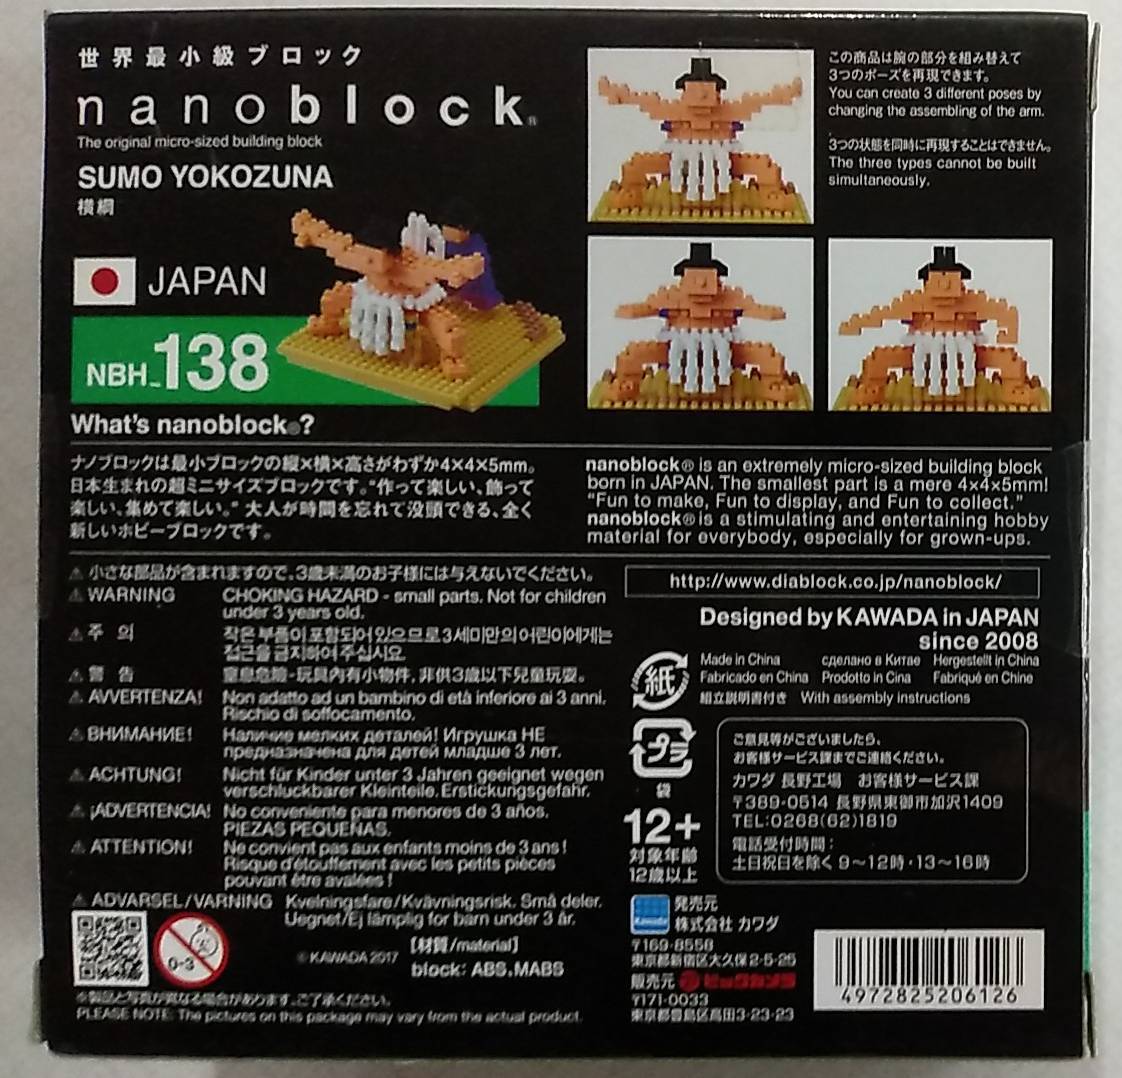 世界最小級ブロック
nanoblock®
The original micro-sized building block
SUMO YOKOZUNA
横綱
JAPAN
NBH_138
この商品は腕の部分を組み替えて
3つのポーズを再現できます。
You can create 3 different poses by
changing the assembling of the arm.
3つの状態を同時に再現することはできません。
The three types cannot be built
simultaneously.
What's nanoblock®?
ナノブロックは最小ブロックの縦×横×高さがわずか4×4×5mm。
日本生まれの超ミニサイズブロックです。"作って楽しい、飾って
楽しい、集めて楽しい。" 大人が時間を忘れて没頭できる、全く
新しいホビーブロックです。
nanoblock® is an extremely micro-sized building block
born in JAPAN. The smallest part is a mere 4×4×5mm!
"Fun to make, Fun to display, and Fun to collect."
nanoblock® is a stimulating and entertaining hobby
material for everybody, especially for grown-ups.
⚠小さな部品が含まれますので、3歳未満のお子様には与えないでください。
⚠WARNING CHOKING HAZARD - small parts. Not for children
under 3 years old.
⚠주 의 작은 부품이 포함되어 있으므로 3세미만의 어린이에게는
접근을 금지하여 주십시요.
⚠警 告 窒息危險-玩具內有小物件, 非供3歲以下兒童玩耍。
⚠AVVERTENZA! Non adatto ad un bambino di età inferiore ai 3 anni.
Rischio di soffocamento.
⚠ВНИМАНИЕ! Наличие мелких деталей! Игрушка НЕ
предназначена для детей младше 3 лет.
⚠ACHTUNG! Nicht für Kinder unter 3 Jahren geeignet wegen
verschluckbarer Kleinteile. Erstickungsgefahr.
⚠¡ADVERTENCIA! No conveniente para menores de 3 años.
PIEZAS PEQUEÑAS.
⚠ATTENTION! Ne convient pas aux enfants moins de 3 ans!
Risque d'étouffement avec les petits pièces
pouvant être avalées!
⚠ADVARSEL/VARNING Kvelningsfare/Kvävningsrisk. Små deler.
Uegnet/Ej lämplig for barn under 3 år.
0-3
©KAWADA 2017
【材質/material】
block: ABS,MABS
※製品と写真が異なる場合があります。ご了承ください。
PLEASE NOTE: The pictures on this package may vary from the actual product.
http://www.diablock.co.jp/nanoblock/
Designed by KAWADA in JAPAN
since 2008
紙
Made in China сделано в Китае Hergestellt in China
Fabricado en China Prodotto in Cina Fabriqué en Chine
組立説明書付き With assembly instructions
プラ
袋
ご意見等がございましたら、
お客様サービス課までご連絡ください。
カワダ 長野工場 お客様サービス課
〒389-0514 長野県東御市加沢1409
TEL:0268(62)1819
電話受付時間:
土日祝日を除く 9〜12時・13〜16時
12+
対象年齢
12歳以上
Kawada
発売元
株式会社 カワダ
〒169-8558
東京都新宿区大久保2-5-25
販売元 ビックカメラ
〒171-0033
東京都豊島区高田3-23-23
4972825206126